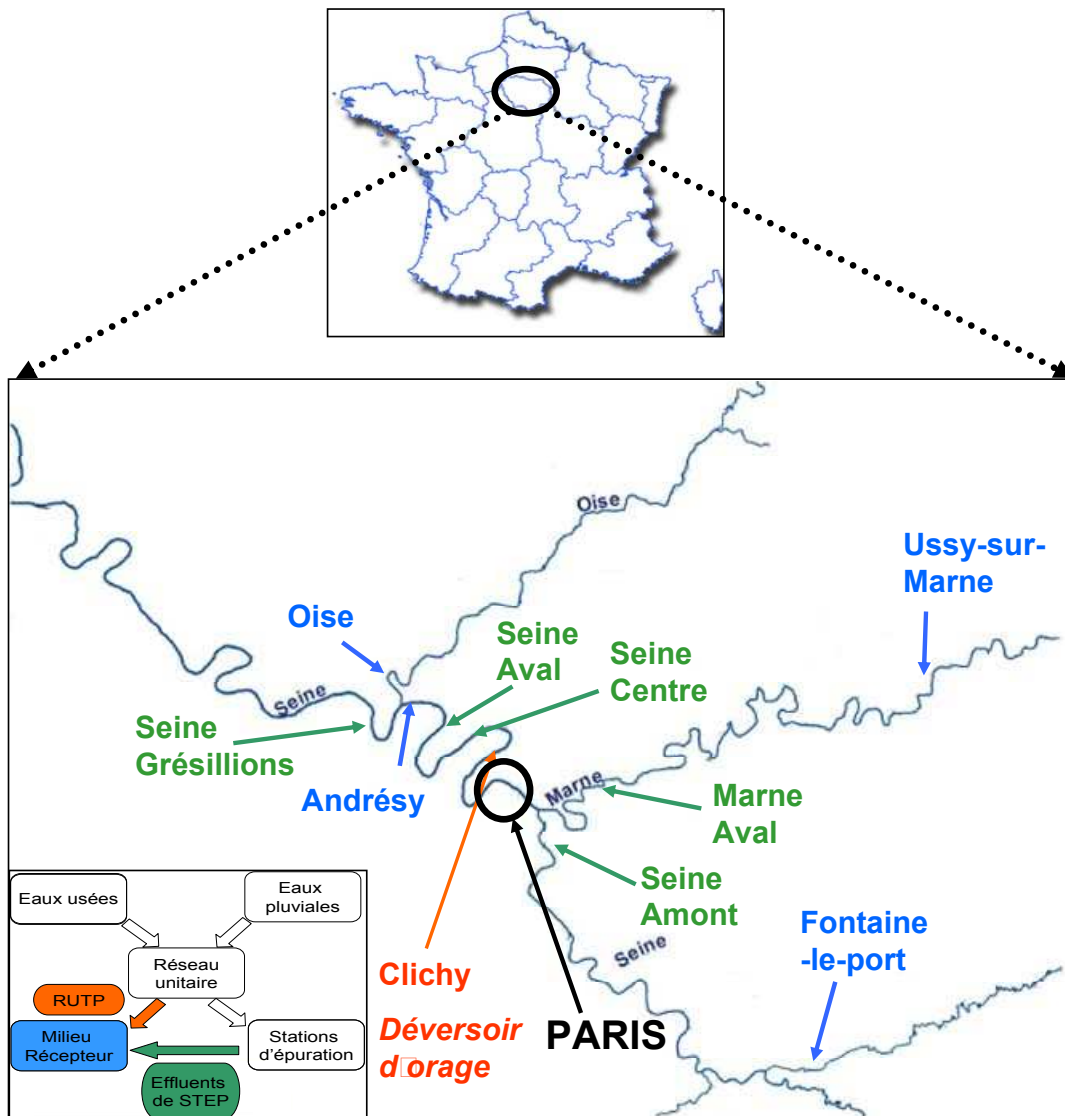 Oise
Ussy-sur-
Marne
Oise
Seine
Aval
Seine
Centre
Seine
Seine
Grésillions
Andrésy
Marne
Marne
Aval
Seine
Amont
Fontaine
-le-port
Seine
Clichy
Déversoir
d□orage
PARIS
Eaux usées
Eaux
pluviales
Réseau
unitaire
RUTP
Milieu
Récepteur
Stations
d'épuration
Effluents
de STEP